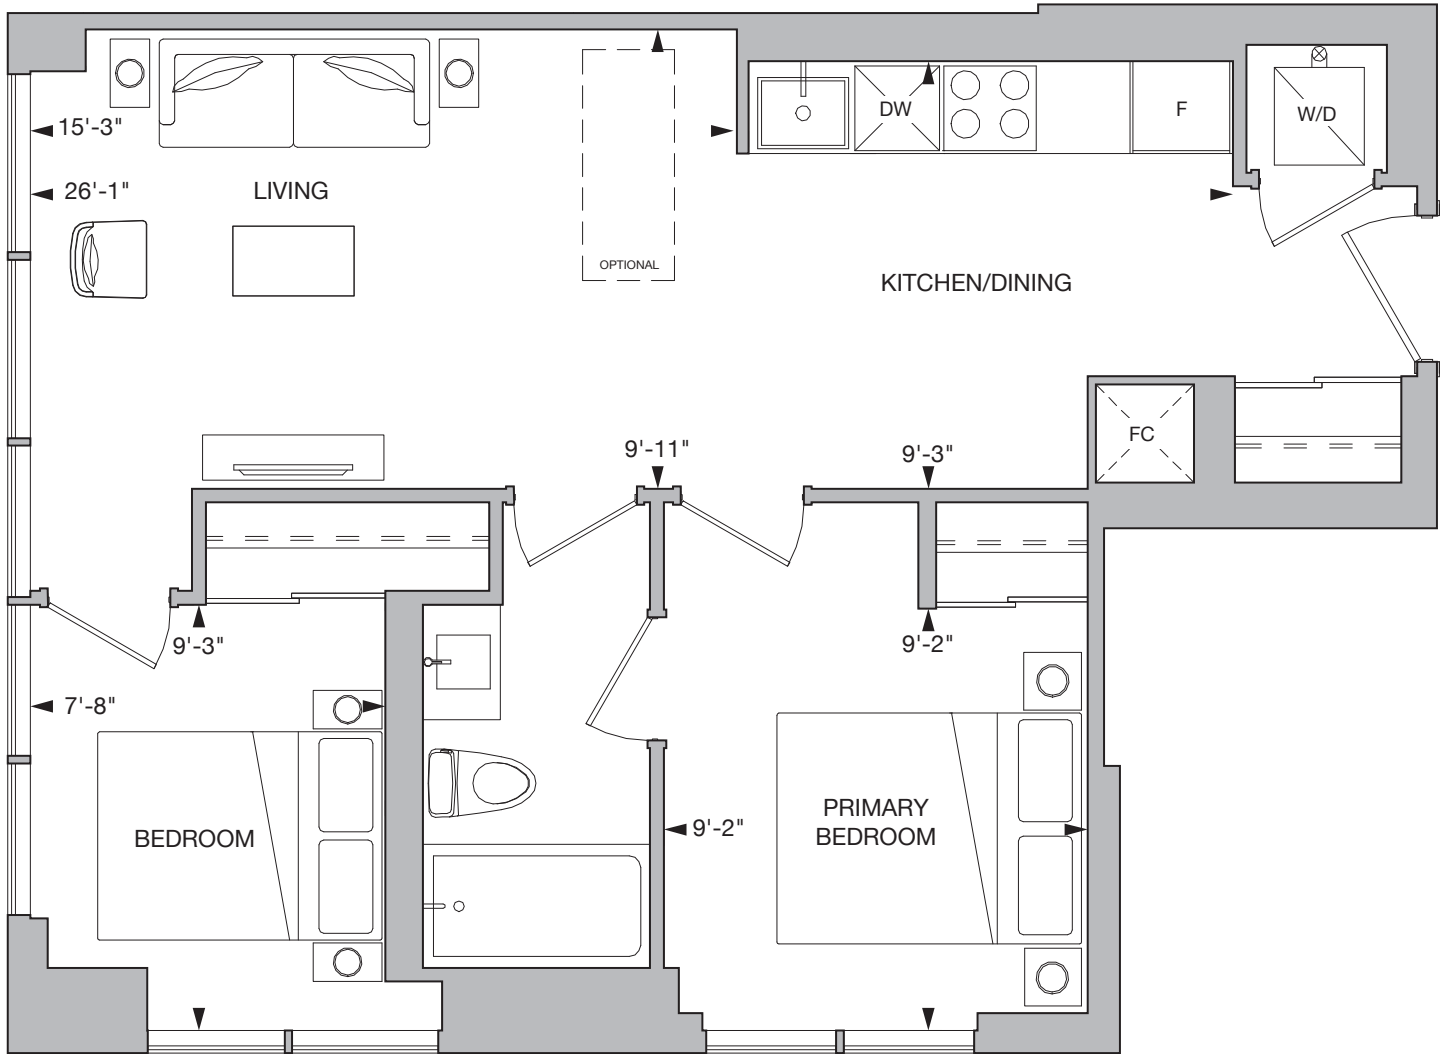 DW
F
W/D
15'-3"
26'-1"
LIVING
OPTIONAL
KITCHEN/DINING
9'-11"
9'-3"
FC
9'-3"
9'-2"
7'-8"
BEDROOM
9'-2"
PRIMARY
BEDROOM